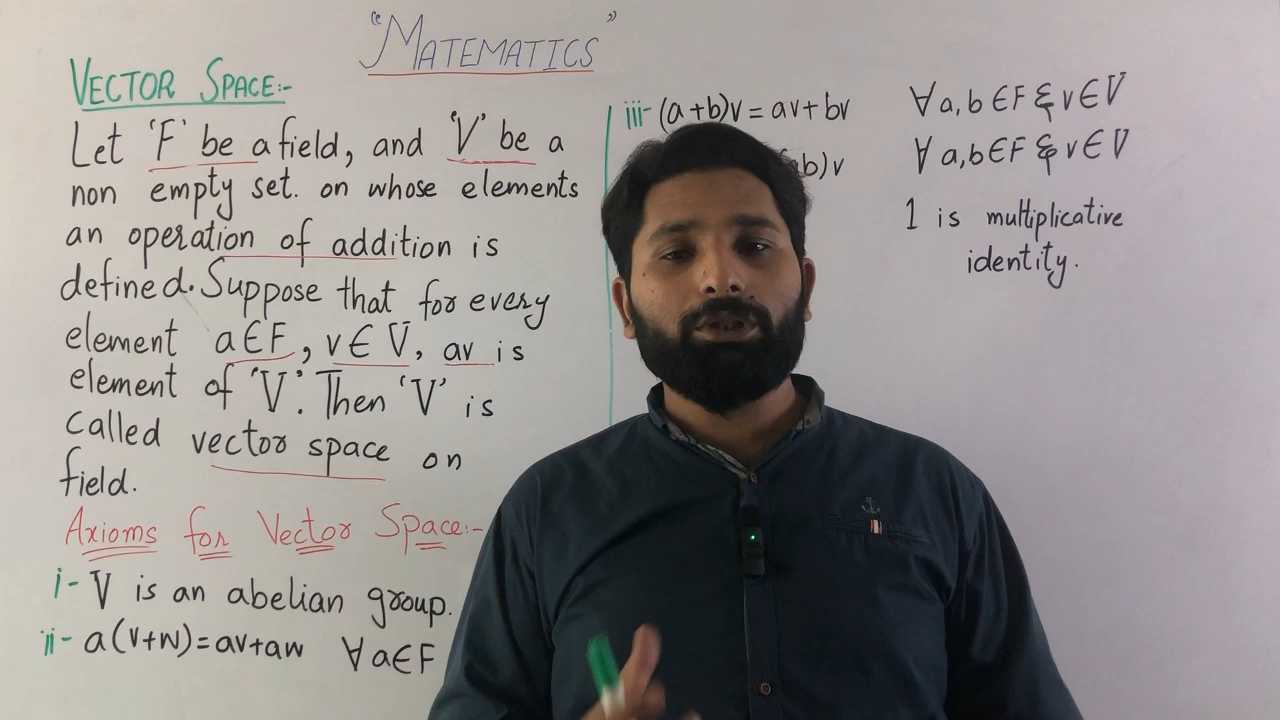 "MATEMATICS"
VECTOR SPACE:-
Let 'F' be a field, and 'V' be a
non empty set. on whose elements
an operation of addition is
defined. Suppose that for every
element a∈F, v∈V, av is
element of 'V'. Then 'V' is
called vector space on
field.
Axioms for Vector Space:-
i- V is an abelian group.
ii- a(v+w)=av+aw ∀ a∈F
iii- (a+b)v = av+bv ∀ a,b∈F & v∈V
ab)v ∀ a,b∈F & v∈V
1 is multiplicative
identity.